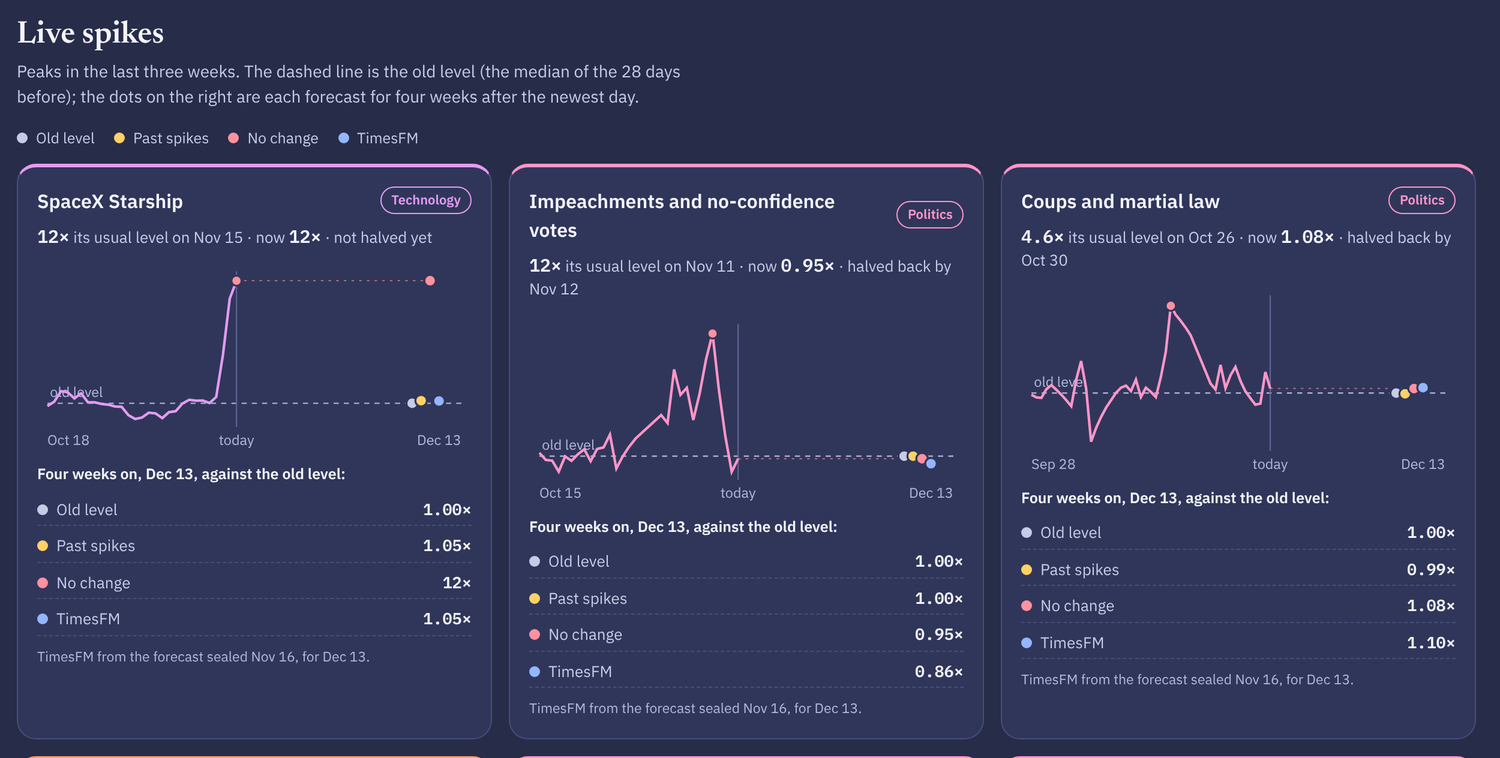 Live spikes
Peaks in the last three weeks. The dashed line is the old level (the median of the 28 days
before); the dots on the right are each forecast for four weeks after the newest day.
Old level
Past spikes
No change
TimesFM
SpaceX Starship
Technology
12× its usual level on Nov 15 · now 12× · not halved yet
old level
Oct 18
today
Dec 13
Four weeks on, Dec 13, against the old level:
Old level 1.00×
Past spikes 1.05×
No change 12×
TimesFM 1.05×
TimesFM from the forecast sealed Nov 16, for Dec 13.
Impeachments and no-confidence
votes
Politics
12× its usual level on Nov 11 · now 0.95× · halved back by
Nov 12
old level
Oct 15
today
Dec 13
Four weeks on, Dec 13, against the old level:
Old level 1.00×
Past spikes 1.00×
No change 0.95×
TimesFM 0.86×
TimesFM from the forecast sealed Nov 16, for Dec 13.
Coups and martial law
Politics
4.6× its usual level on Oct 26 · now 1.08× · halved back by
Oct 30
old level
Sep 28
today
Dec 13
Four weeks on, Dec 13, against the old level:
Old level 1.00×
Past spikes 0.99×
No change 1.08×
TimesFM 1.10×
TimesFM from the forecast sealed Nov 16, for Dec 13.